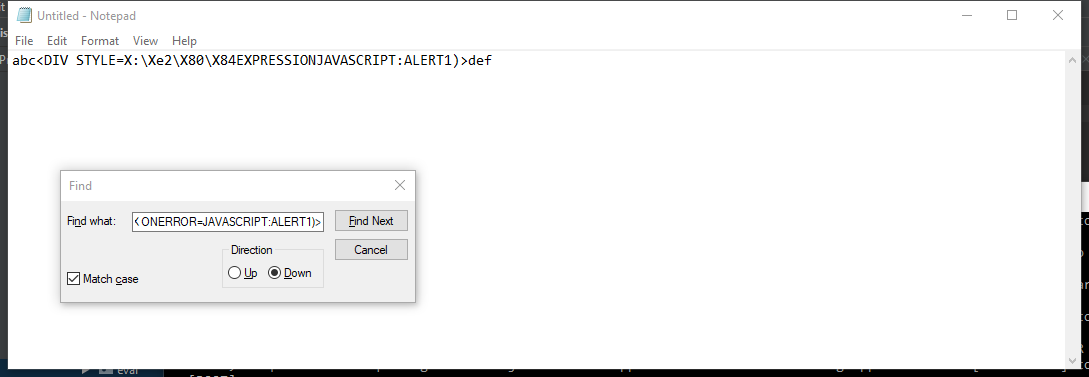 Untitled - Notepad
File Edit Format View Help
abc<DIV STYLE=X:\Xe2\X80\X84EXPRESSIONJAVASCRIPT:ALERT1)>def
Find
Find what: < ONERROR=JAVASCRIPT:ALERT1)> Find Next
Direction Cancel
Match case Up Down
eval